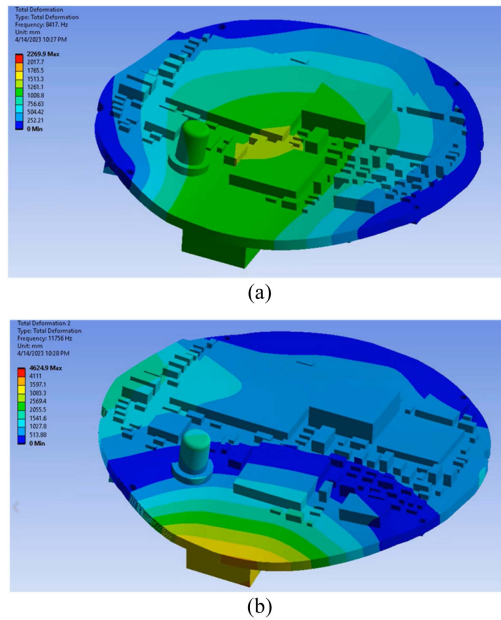 Total Deformation
Type: Total Deformation
Frequency: 8417. Hz
Unit: mm
4/14/2023 10:27 PM
2269.9 Max
2017.7
1765.5
1513.3
1261.1
1008.8
756.63
504.42
252.21
0 Min
(a)
Total Deformation 2
Type: Total Deformation
Frequency: 11756 Hz
Unit: mm
4/14/2023 10:28 PM
4624.9 Max
4111
3597.1
3083.3
2569.4
2055.5
1541.6
1027.8
513.88
0 Min
(b)